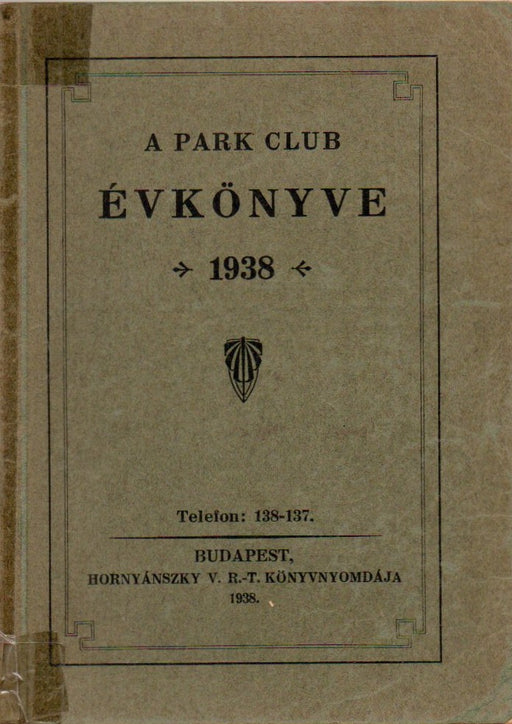 A PARK CLUB
ÉVKÖNYVE
1938
Telefon: 138-137.
BUDAPEST,
HORNYÁNSZKY V. R.-T. KÖNYVNYOMDÁJA
1938.